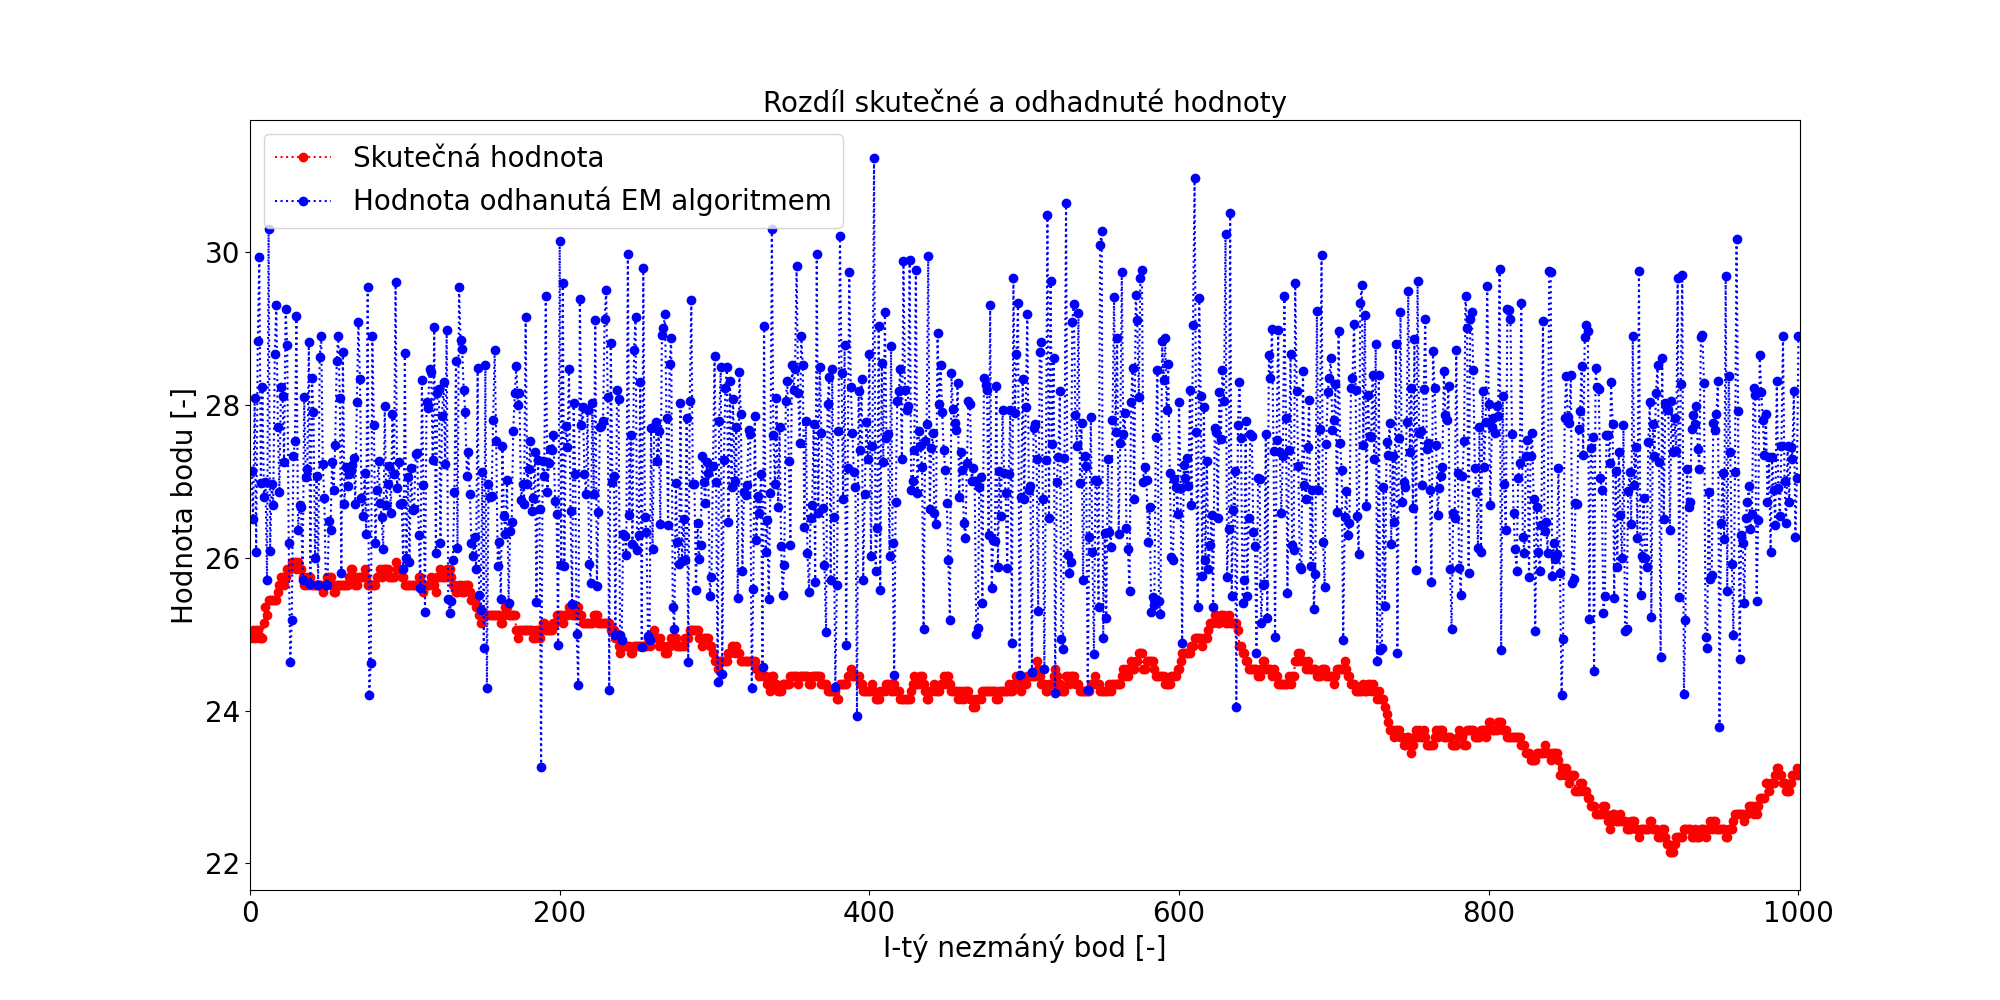 Rozdíl skutečné a odhadnuté hodnoty
Skutečná hodnota
Hodnota odhanutá EM algoritmem
Hodnota bodu [-]
30
28
26
24
22
0 200 400 600 800 1000
I-tý nezmáný bod [-]